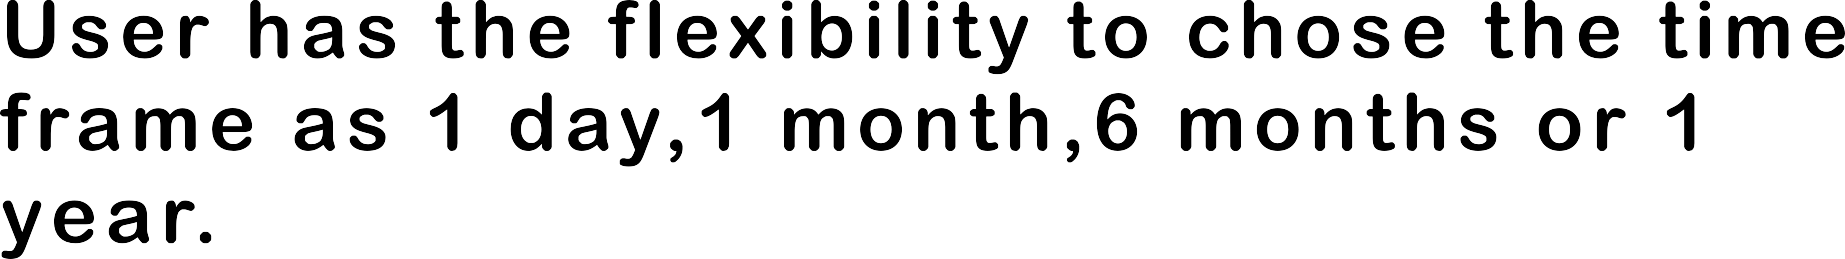 User has the flexibility to chose the time
frame as 1 day,1 month,6 months or 1
year.